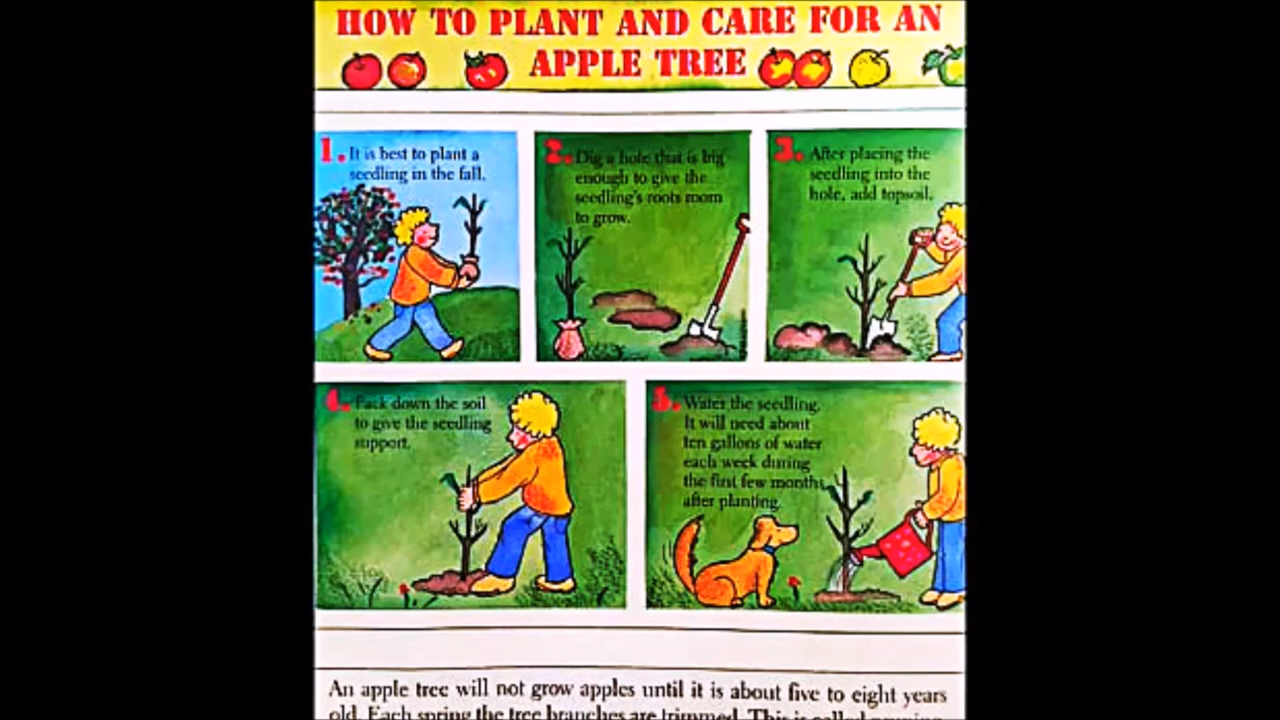 HOW TO PLANT AND CARE FOR AN
APPLE TREE
1. It is best to plant a
seedling in the fall.
2. Dig a hole that is big
enough to give the
seedling's roots room
to grow.
3. After placing the
seedling into the
hole, add topsoil.
4. Pack down the soil
to give the seedling
support.
5. Water the seedling.
It will need about
ten gallons of water
each week during
the first few months
after planting.
An apple tree will not grow apples until it is about five to eight years
old. Each spring the tree branches are trimmed. This is called pruning.